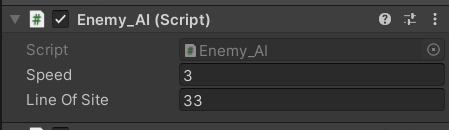 Enemy_AI (Script)
Script Enemy_AI
Speed 3
Line Of Site 33